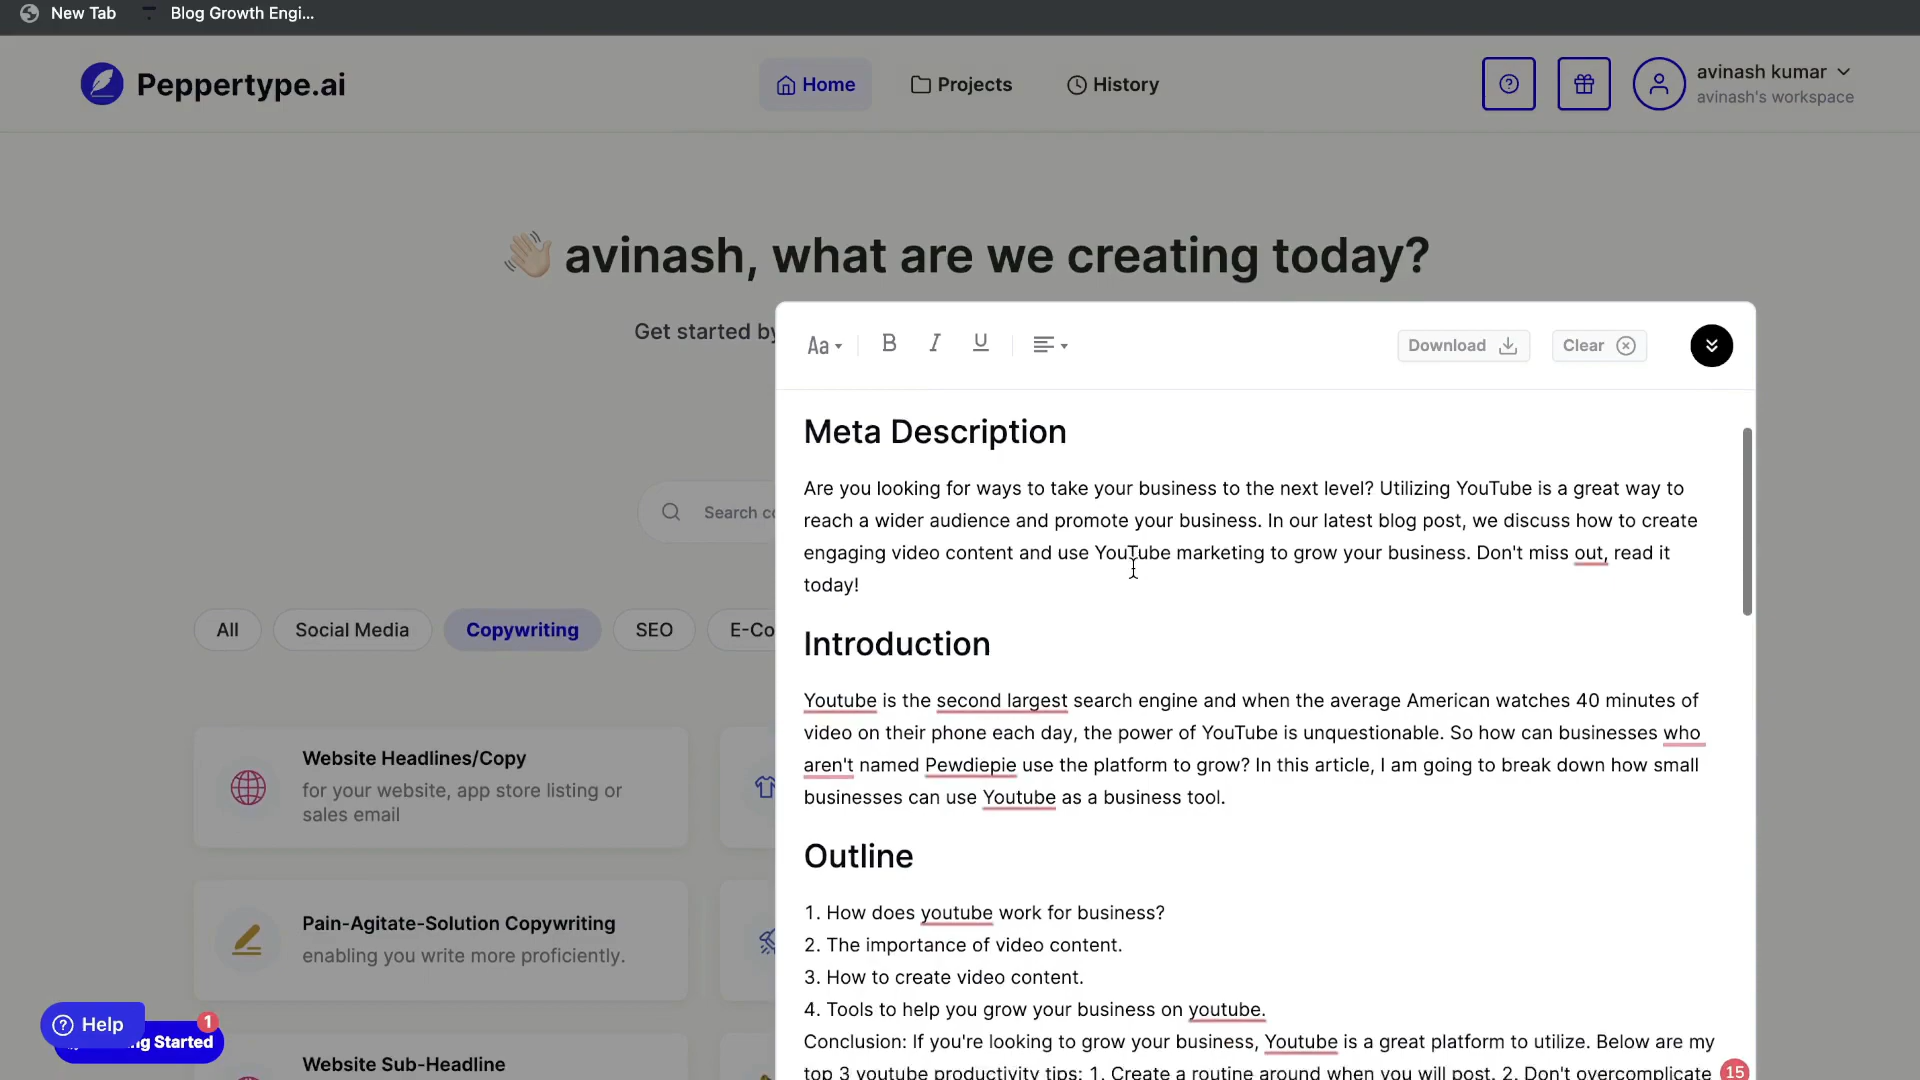 New Tab
Blog Growth Engi...
Peppertype.ai
Home
Projects
History
avinash kumar
avinash's workspace
👋🏻 avinash, what are we creating today?
Get started by
Aa
B
I
U
Download
Clear
Meta Description
Are you looking for ways to take your business to the next level? Utilizing YouTube is a great way to
reach a wider audience and promote your business. In our latest blog post, we discuss how to create
engaging video content and use YouTube marketing to grow your business. Don't miss out, read it
today!
Search
Introduction
Youtube is the second largest search engine and when the average American watches 40 minutes of
video on their phone each day, the power of YouTube is unquestionable. So how can businesses who
aren't named Pewdiepie use the platform to grow? In this article, I am going to break down how small
businesses can use Youtube as a business tool.
Outline
1. How does youtube work for business?
2. The importance of video content.
3. How to create video content.
4. Tools to help you grow your business on youtube.
Conclusion: If you're looking to grow your business, Youtube is a great platform to utilize. Below are my
top 3 youtube productivity tips: 1. Create a routine around when you will post. 2. Don't overcomplicate
15
All
Social Media
Copywriting
SEO
E-Co
Website Headlines/Copy
for your website, app store listing or
sales email
Pain-Agitate-Solution Copywriting
enabling you write more proficiently.
Website Sub-Headline
Help
1
g Started